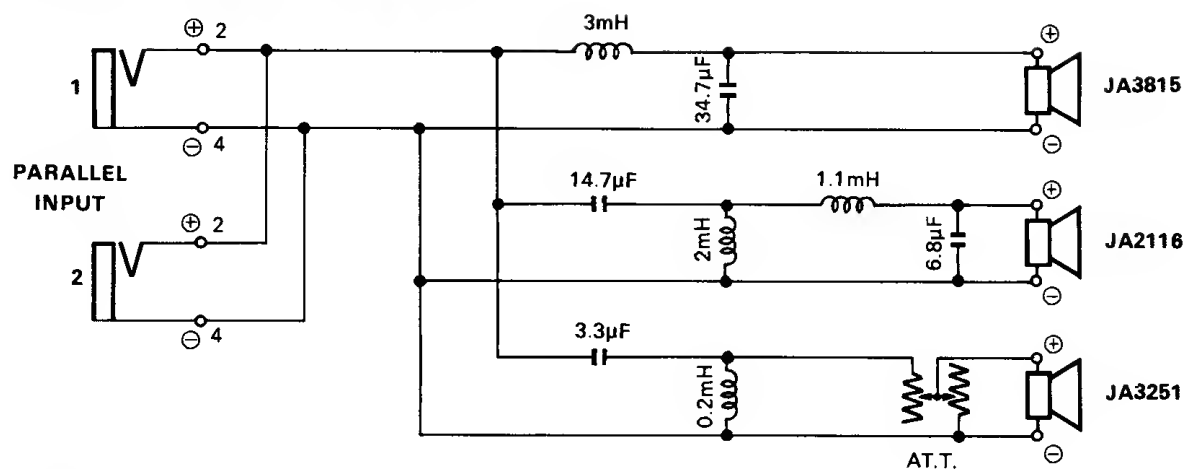 3mH
⊕ 2
⊕
1
34.7μF
JA3815
⊖ 4
⊖
PARALLEL
INPUT
14.7μF
1.1mH
⊕
⊕ 2
2mH
6.8μF
JA2116
2
⊖ 4
⊖
3.3μF
⊕
0.2mH
JA3251
AT.T.
⊖